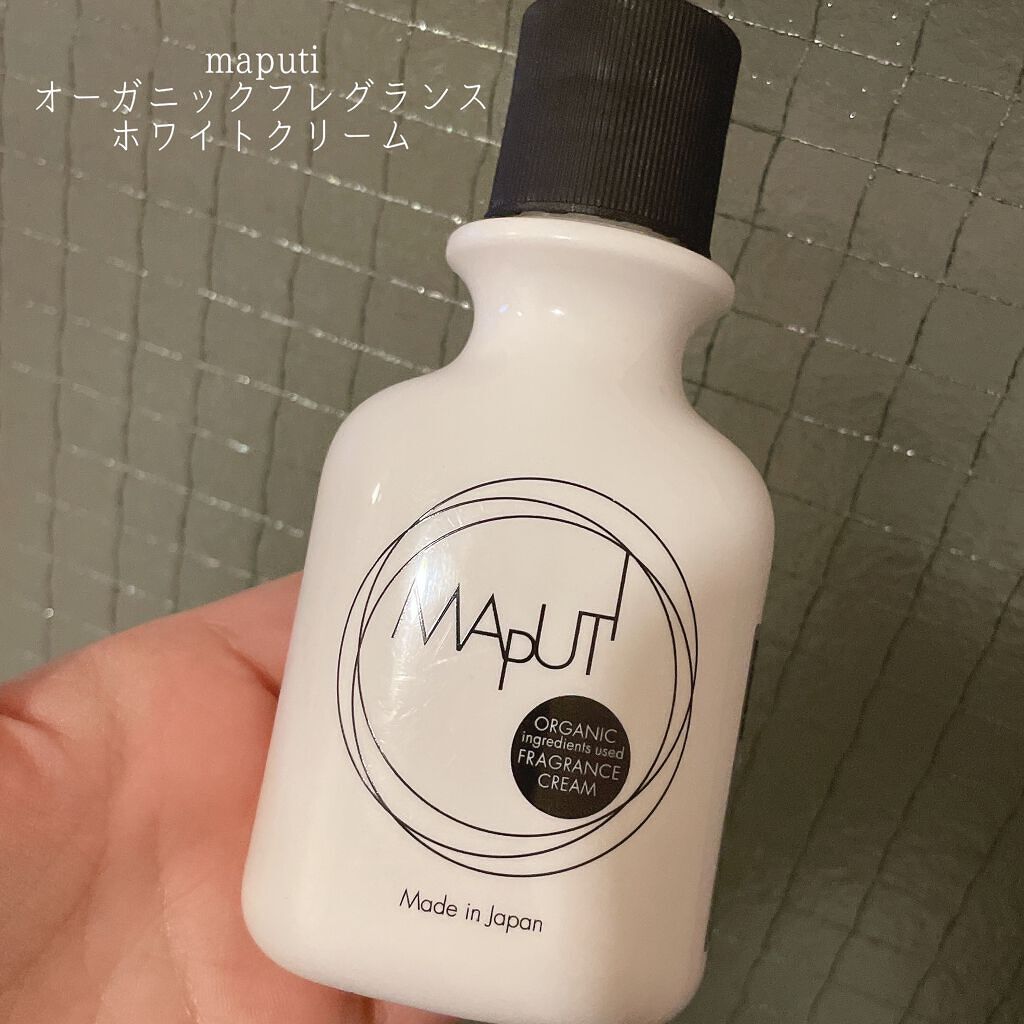 maputi
オーガニックフレグランス
ホワイトクリーム
MAPUTI
ORGANIC
ingredients used
FRAGRANCE
CREAM
Made in Japan